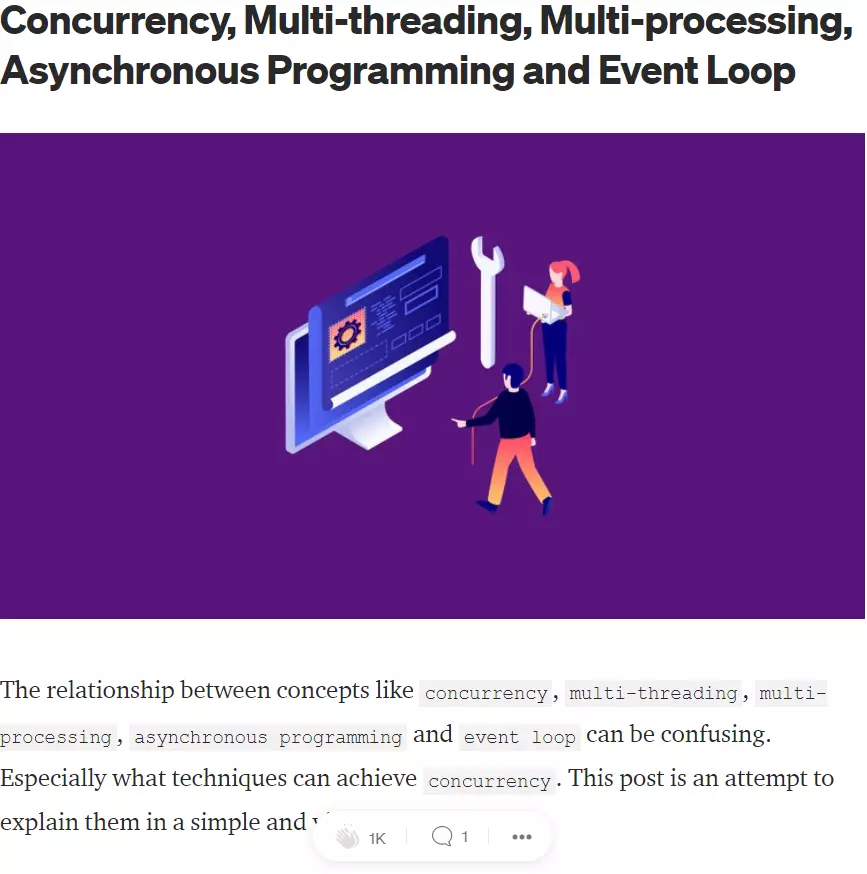 Concurrency, Multi-threading, Multi-processing,
Asynchronous Programming and Event Loop
The relationship between concepts like concurrency, multi-threading, multi-
processing, asynchronous programming and event loop can be confusing.
Especially what techniques can achieve concurrency. This post is an attempt to
explain them in a simple and
1K 1